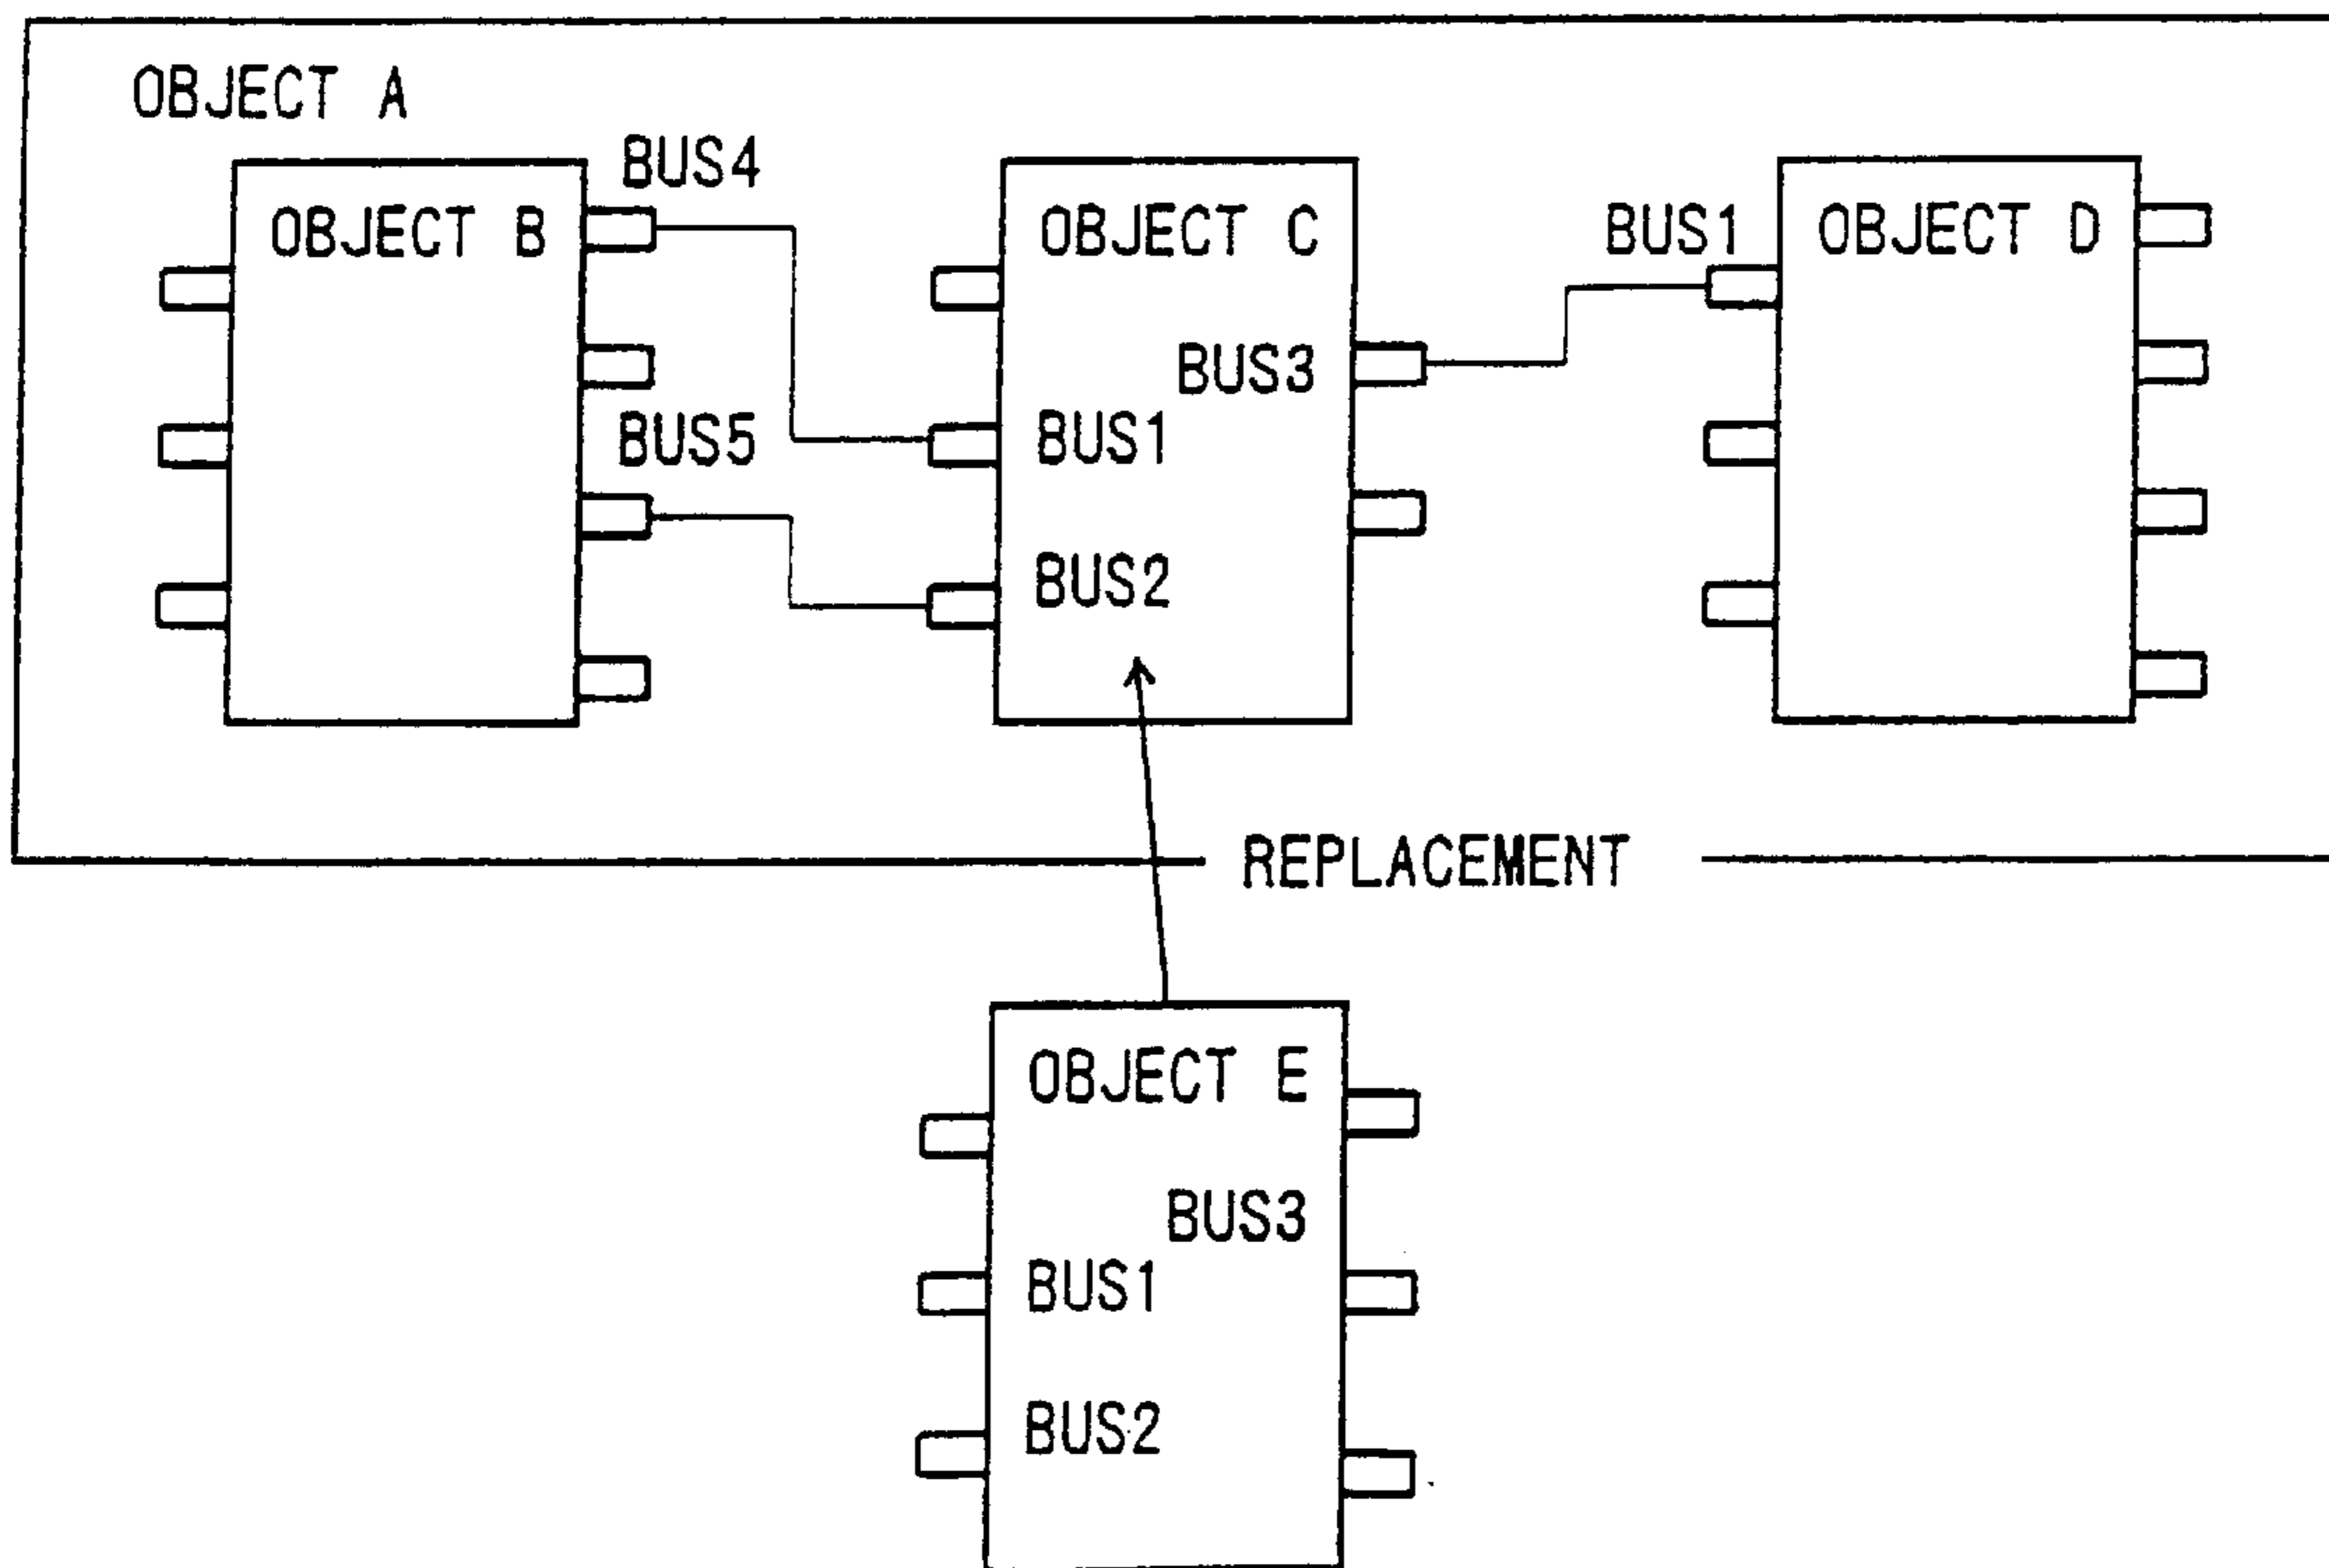 OBJECT A
BUS4
OBJECT B
OBJECT C
BUS1
OBJECT D
BUS3
BUS5
BUS1
BUS2
REPLACEMENT
OBJECT E
BUS3
BUS1
BUS2